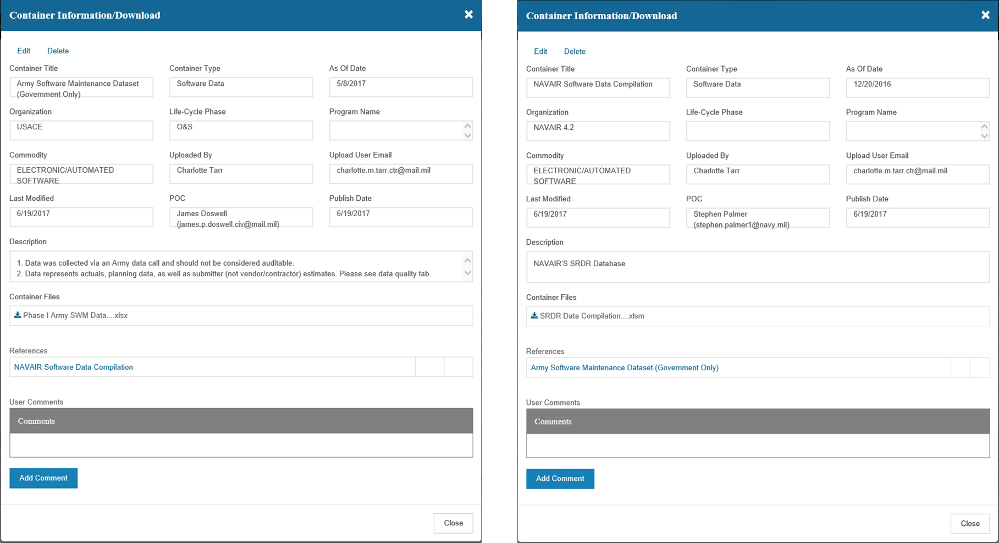 Container Information/Download
Edit Delete
Container Title Container Type As Of Date
Army Software Maintenance Dataset Software Data 5/8/2017
(Government Only)
Organization Life-Cycle Phase Program Name
USACE O&S
Commodity Uploaded By Upload User Email
ELECTRONIC/AUTOMATED Charlotte Tarr charlotte.m.tarr.ctr@mail.mil
SOFTWARE
Last Modified POC Publish Date
6/19/2017 James Doswell 6/19/2017
(james.p.doswell.civ@mail.mil)
Description
1. Data was collected via an Army data call and should not be considered auditable.
2. Data represents actuals, planning data, as well as submitter (not vendor/contractor) estimates. Please see data quality tab.
Container Files
Phase I Army SWM Data....xlsx
References
NAVAIR Software Data Compilation
User Comments
Comments
Add Comment
Close
Container Information/Download
Edit Delete
Container Title Container Type As Of Date
NAVAIR Software Data Compilation Software Data 12/20/2016
Organization Life-Cycle Phase Program Name
NAVAIR 4.2
Commodity Uploaded By Upload User Email
ELECTRONIC/AUTOMATED Charlotte Tarr charlotte.m.tarr.ctr@mail.mil
SOFTWARE
Last Modified POC Publish Date
6/19/2017 Stephen Palmer 6/19/2017
(stephen.palmer1@navy.mil)
Description
NAVAIR'S SRDR Database
Container Files
SRDR Data Compilation....xlsm
References
Army Software Maintenance Dataset (Government Only)
User Comments
Comments
Add Comment
Close